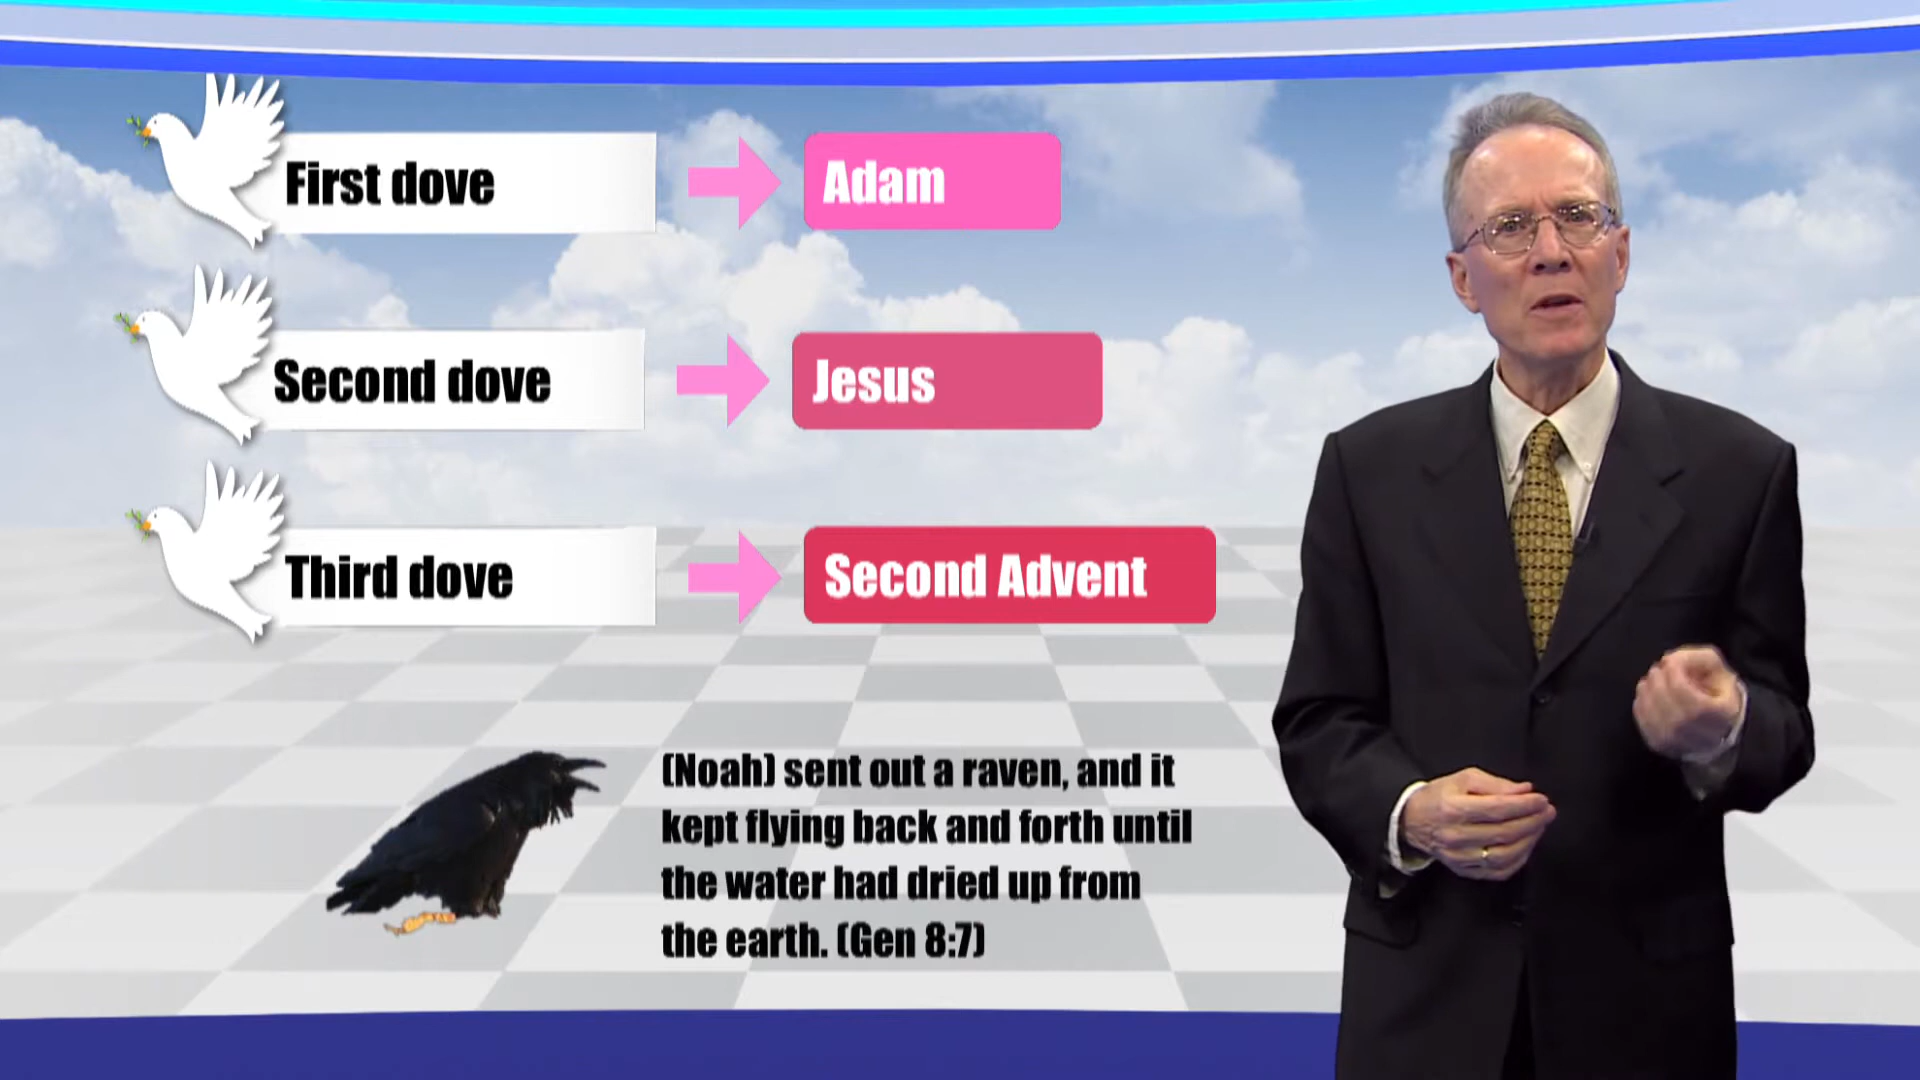 First dove
Adam
Second dove
Jesus
Third dove
Second Advent
(Noah) sent out a raven, and it
kept flying back and forth until
the water had dried up from
the earth. (Gen 8:7)